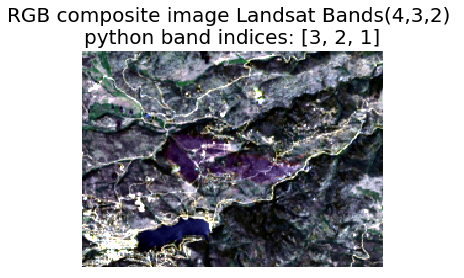 RGB composite image Landsat Bands(4,3,2)
python band indices: [3, 2, 1]